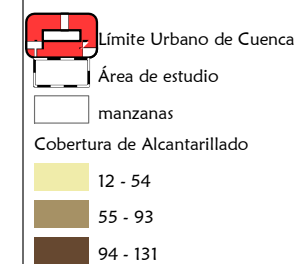 Límite Urbano de Cuenca
Área de estudio
manzanas
Cobertura de Alcantarillado
12 - 54
55 - 93
94 - 131